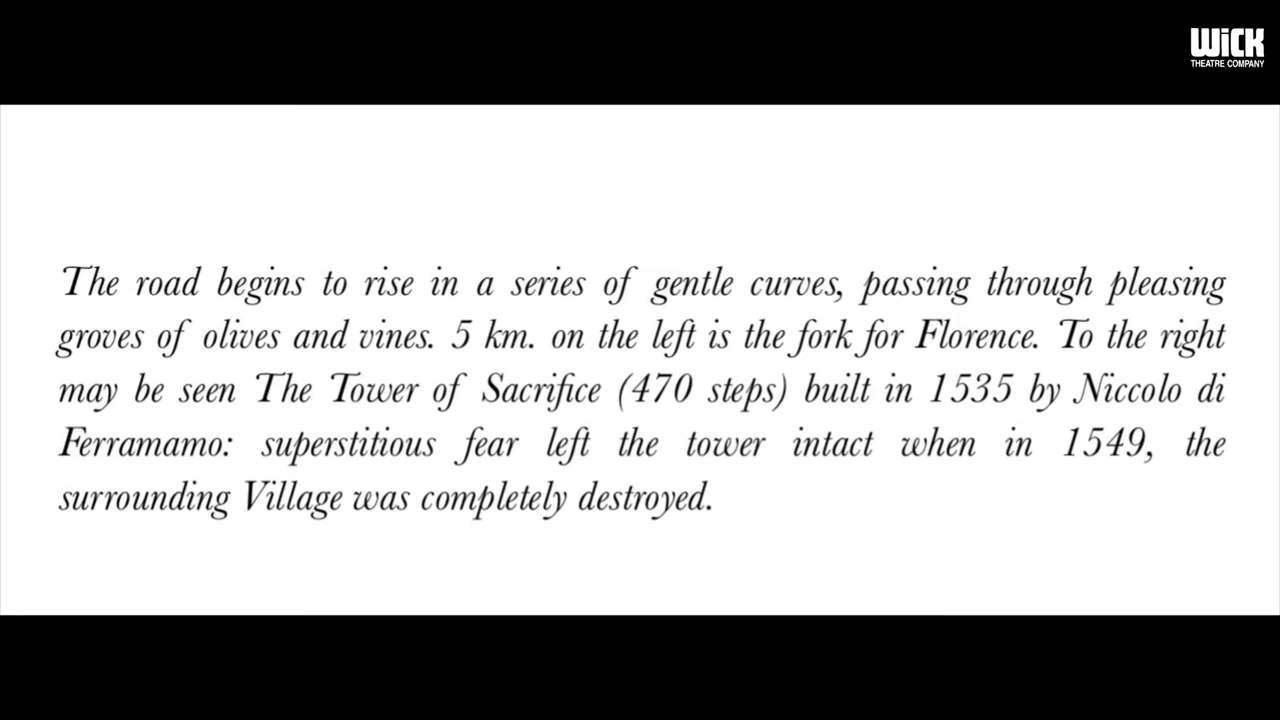 WiCK
THEATRE COMPANY
The road begins to rise in a series of gentle curves, passing through pleasing
groves of olives and vines. 5 km. on the left is the fork for Florence. To the right
may be seen The Tower of Sacrifice (470 steps) built in 1535 by Niccolo di
Ferramamo: superstitious fear left the tower intact when in 1549, the
surrounding Village was completely destroyed.